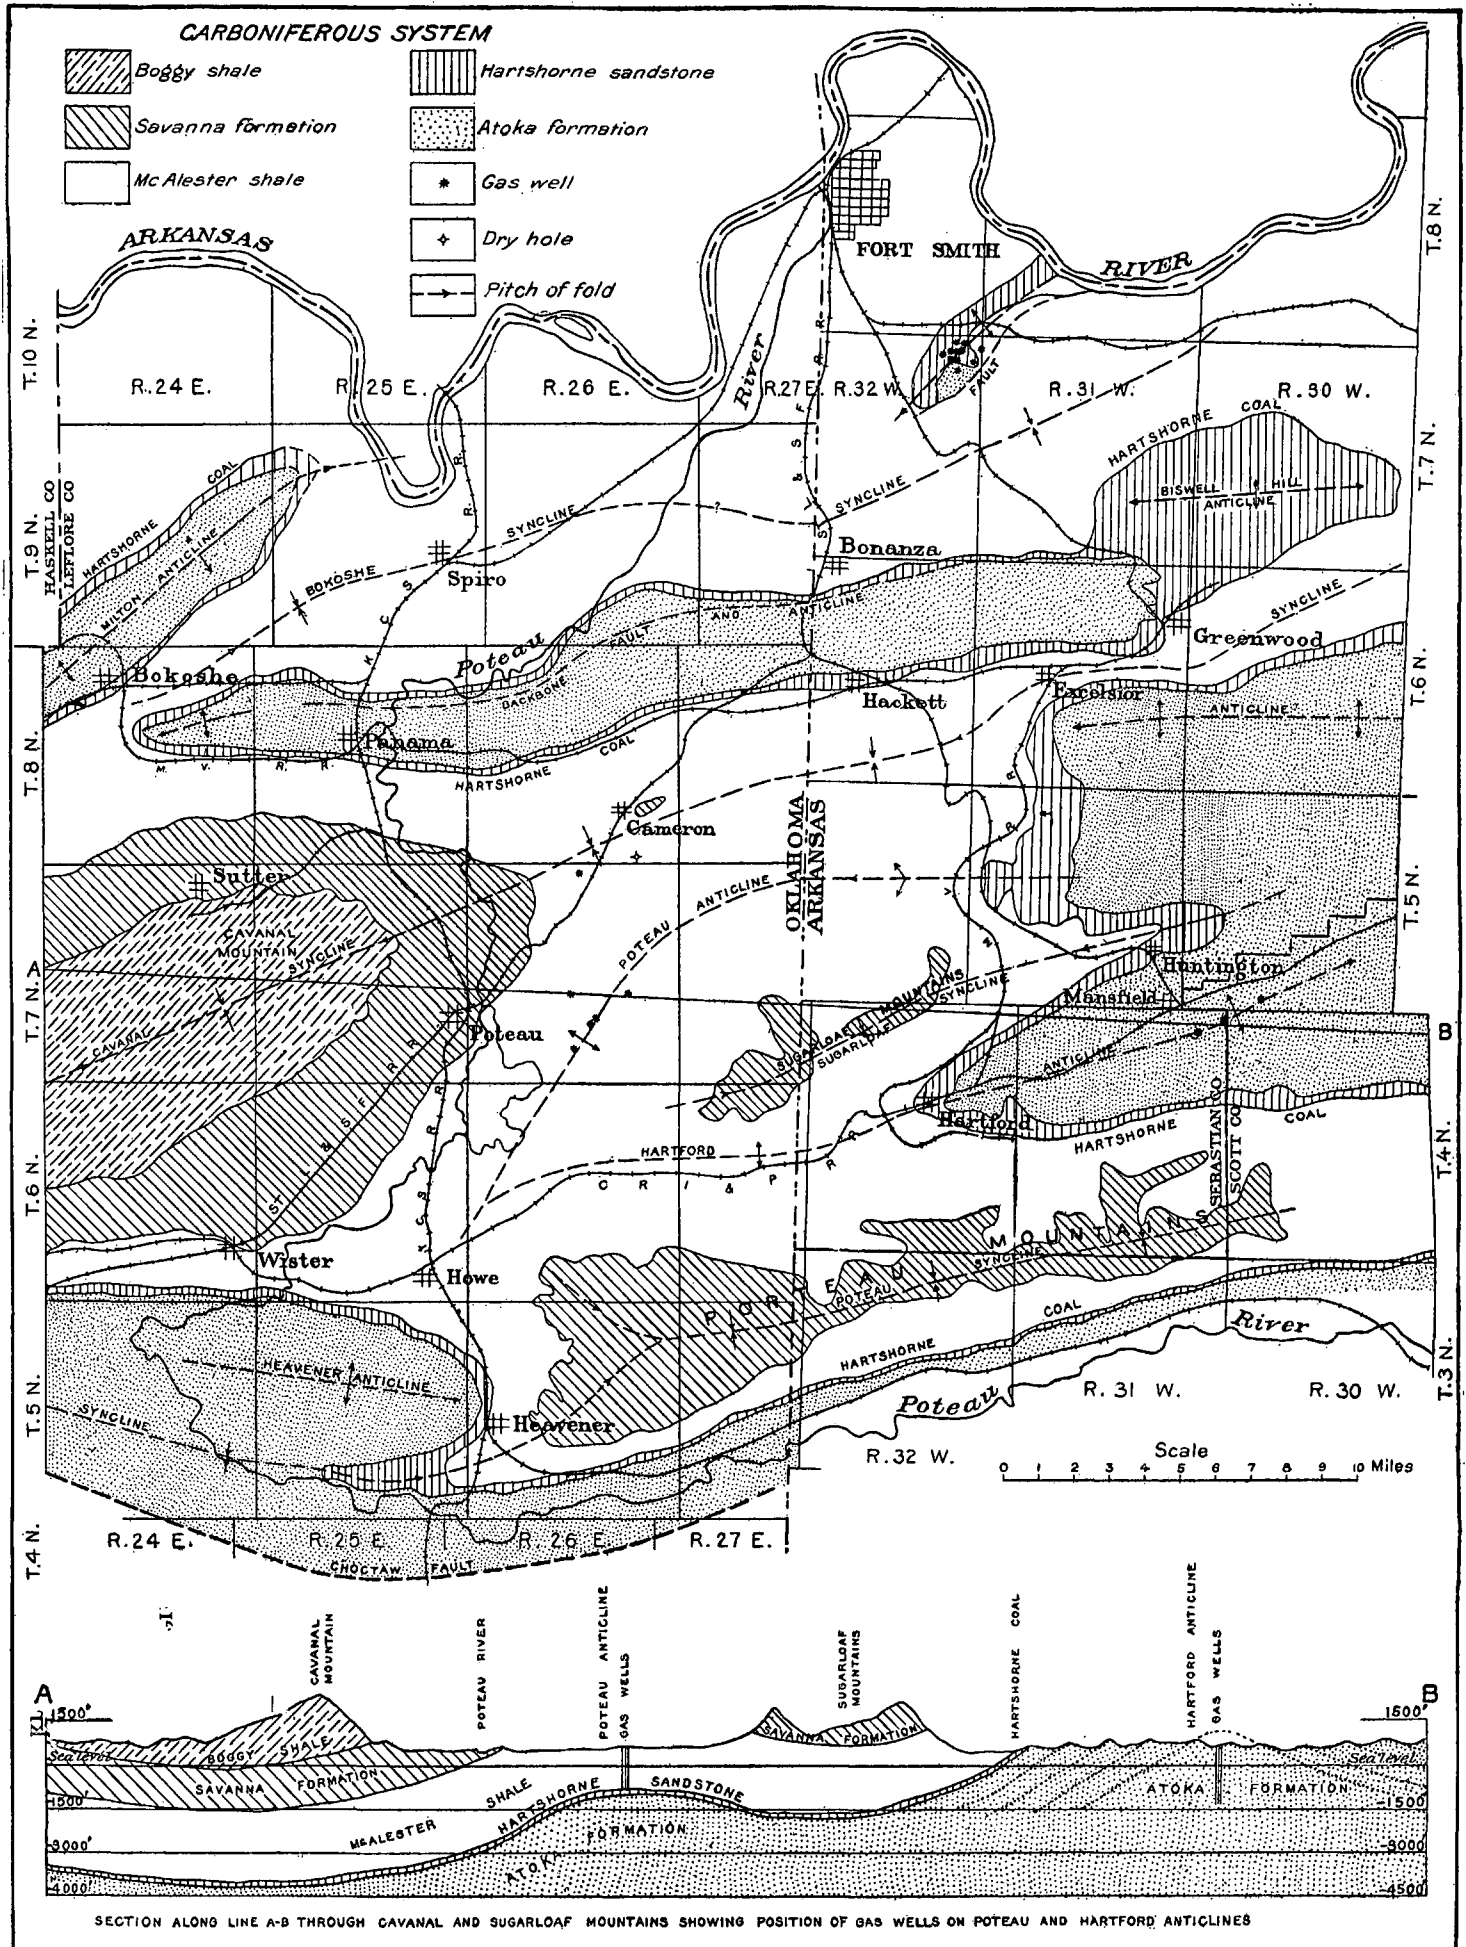 CARBONIFEROUS SYSTEM
Boggy shale
Hartshorne sandstone
Savanna formation
Atoka formation
McAlester shale
Gas well
Dry hole
Pitch of fold
ARKANSAS
RIVER
FORT SMITH
T.8 N.
T.10 N.
R.24 E.
R.25 E.
R.26 E.
River
R.27 E.
R.32 W.
FAULT
R.31 W.
R.30 W.
HARTSHORNE COAL
T.7 N.
BISWELL HILL
ANTICLINE
HARTSHORNE COAL
MILTON ANTICLINE
T.9 N.
HASKELL CO
LEFLORE CO
BOKOSHE SYNCLINE ?
SYNCLINE
Spiro
Bonanza
SYNCLINE
Greenwood
BACKBONE FAULT AND ANTICLINE
Poteau
Bokoshe
Hackett
Excelsior
T.6 N.
ANTICLINE
Panama
K C S R. R.
S F R R
M. V. R. R.
HARTSHORNE COAL
T.8 N.
Cameron
OKLAHOMA
ARKANSAS
Sutter
CAVANAL
MOUNTAIN
CAVANAL SYNCLINE
POTEAU ANTICLINE
T.5 N.
A
SUGARLOAF MOUNTAINS
SUGARLOAF SYNCLINE
Huntington
Mansfield
T.7 N.
Poteau
B
ANTICLINE
Hartford
HARTSHORNE COAL
SEBASTIAN CO
SCOTT CO
T.4 N.
HARTFORD
C R I & P R R
ST L & S F R R
K C S R R
T.6 N.
Wister
Howe
POTEAU MOUNTAINS
POTEAU SYNCLINE
HARTSHORNE COAL
River
Poteau
HEAVENER ANTICLINE
SYNCLINE
Heavener
T.5 N.
T.3 N.
R. 31 W.
R. 30 W.
R.32 W.
Scale
0 1 2 3 4 5 6 7 8 9 10 Miles
R.24 E.
R.25 E.
R.26 E.
R.27 E.
T.4 N.
CHOCTAW FAULT
CAVANAL
MOUNTAIN
POTEAU RIVER
POTEAU ANTICLINE
GAS WELLS
SUGARLOAF
MOUNTAINS
HARTSHORNE COAL
HARTFORD ANTICLINE
GAS WELLS
A
B
1500'
1500'
Sea level
Sea level
BOGGY SHALE
SAVANNA FORMATION
SAVANNA FORMATION
McALESTER SHALE
HARTSHORNE SANDSTONE
ATOKA FORMATION
ATOKA FORMATION
-1500'
-1500
-3000'
-3000
-4000'
-4500'
SECTION ALONG LINE A-B THROUGH CAVANAL AND SUGARLOAF MOUNTAINS SHOWING POSITION OF GAS WELLS ON POTEAU AND HARTFORD ANTICLINES